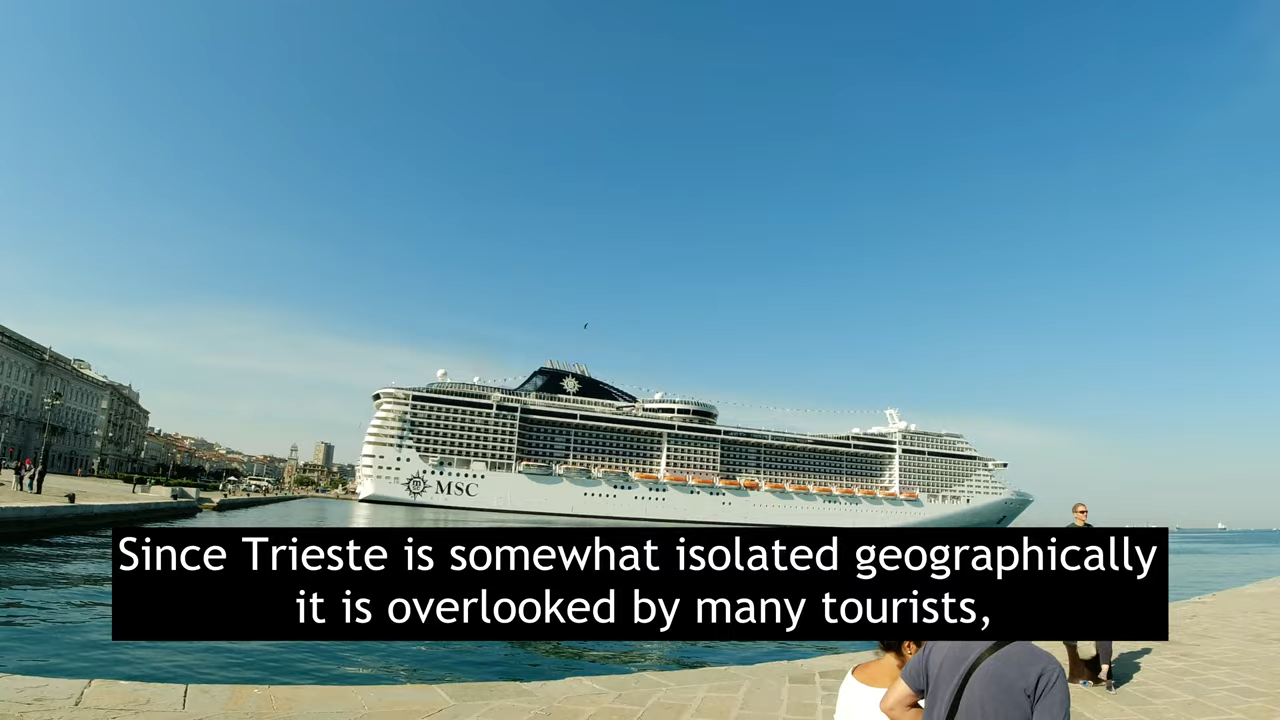 MSC
Since Trieste is somewhat isolated geographically
it is overlooked by many tourists,